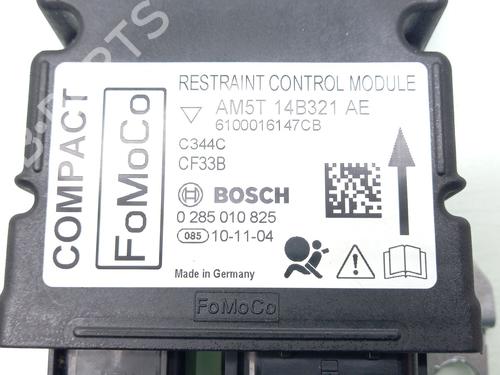 COMPACT
FoMoCo
RESTRAINT CONTROL MODULE
AM5T 14B321 AE
6100016147CB
C344C
CF33B
BOSCH
0 285 010 825
085 10-11-04
Made in Germany
FoMoCo